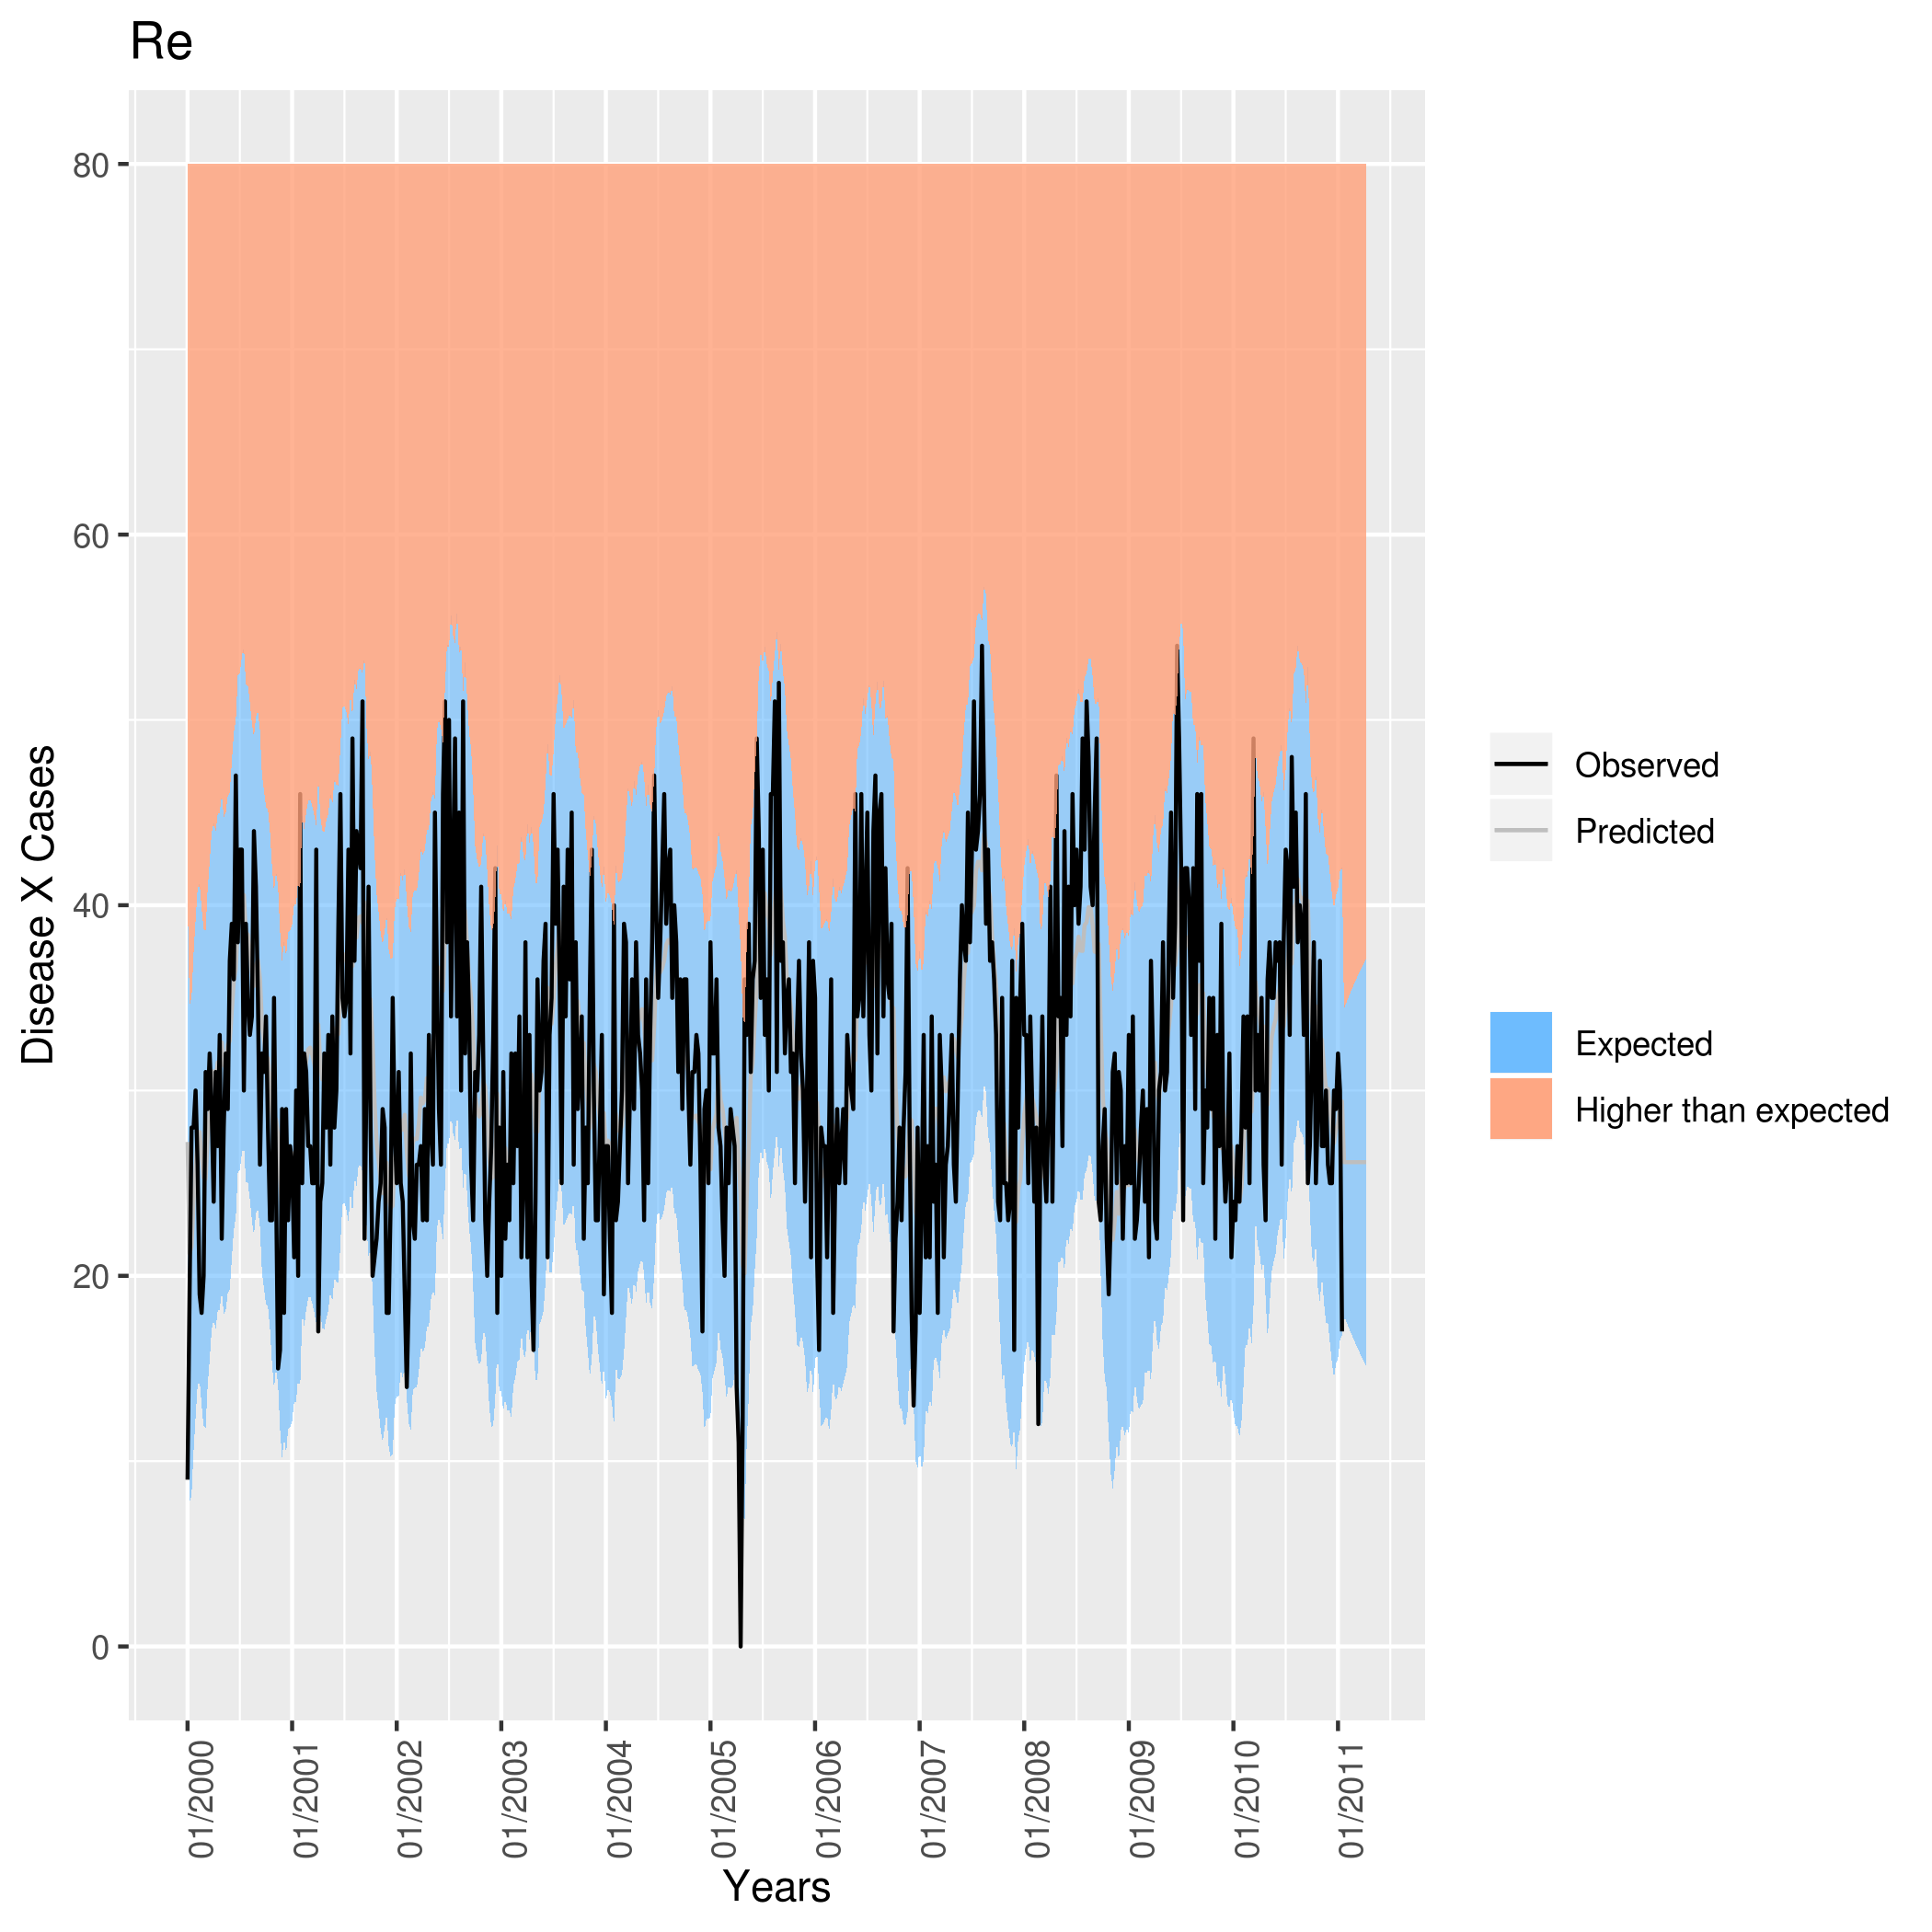 Re
Disease X Cases
80
60
40
20
0
01/2000
01/2001
01/2002
01/2003
01/2004
01/2005
01/2006
01/2007
01/2008
01/2009
01/2010
01/2011
Years
Observed
Predicted
Expected
Higher than expected